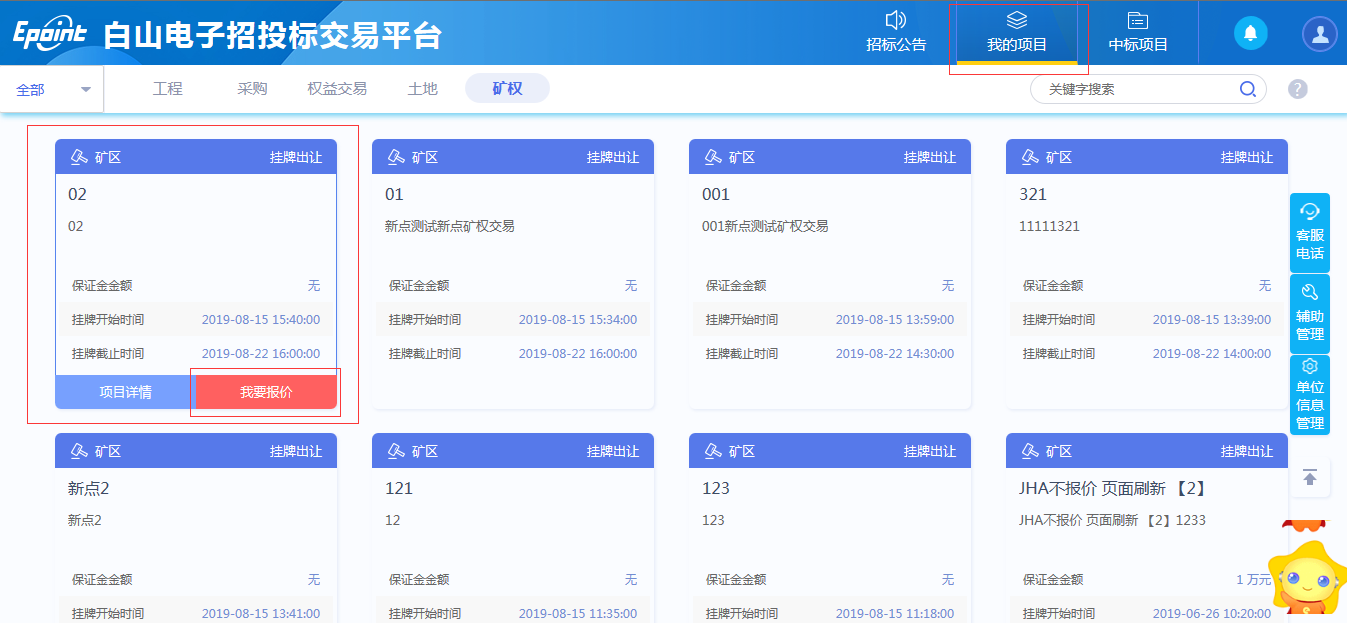 Epoint 白山电子招投标交易平台
招标公告 我的项目 中标项目
全部 工程 采购 权益交易 土地 矿权 关键字搜索 ?
矿区 挂牌出让
02
02
保证金金额 无
挂牌开始时间 2019-08-15 15:40:00
挂牌截止时间 2019-08-22 16:00:00
项目详情 我要报价
矿区 挂牌出让
01
新点测试新点矿权交易
保证金金额 无
挂牌开始时间 2019-08-15 15:34:00
挂牌截止时间 2019-08-22 16:00:00
矿区 挂牌出让
001
001新点测试矿权交易
保证金金额 无
挂牌开始时间 2019-08-15 13:59:00
挂牌截止时间 2019-08-22 14:30:00
矿区 挂牌出让
321
11111321
保证金金额 无
挂牌开始时间 2019-08-15 13:39:00
挂牌截止时间 2019-08-22 14:00:00
客服
电话
辅助
管理
单位
信息
管理
矿区 挂牌出让
新点2
新点2
保证金金额 无
挂牌开始时间 2019-08-15 13:41:00
矿区 挂牌出让
121
12
保证金金额 无
挂牌开始时间 2019-08-15 11:35:00
矿区 挂牌出让
123
123
保证金金额 无
挂牌开始时间 2019-08-15 11:18:00
矿区 挂牌出让
JHA不报价 页面刷新 【2】
JHA不报价 页面刷新 【2】1233
保证金金额 1 万元
挂牌开始时间 2019-06-26 10:20:00